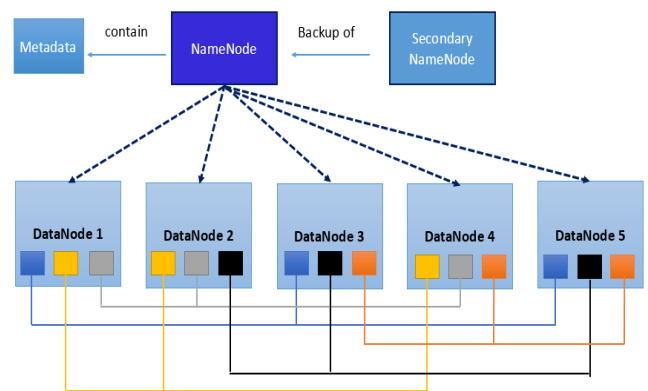 contain
Backup of
Metadata
NameNode
Secondary
NameNode
DataNode 1
DataNode 2
DataNode 3
DataNode 4
DataNode 5